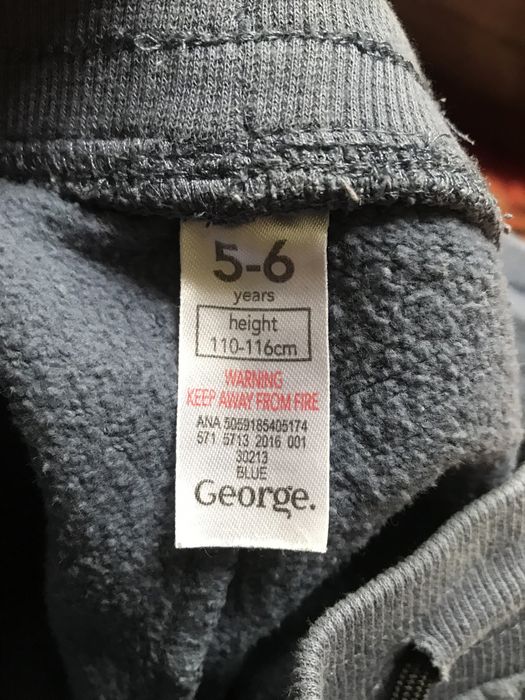 5-6
years
height
110-116cm
WARNING
KEEP AWAY FROM FIRE
ANA 5059185405174
571 5713 2016 001
30213
BLUE
George.